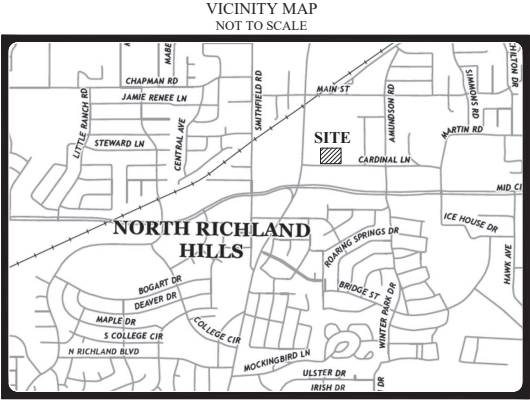 VICINITY MAP
NOT TO SCALE
CHILTON DR
MABE
CHAPMAN RD
JAMIE RENEE LN
LITTLE RANCH RD
SMITHFIELD RD
MAIN ST
AMUNDSON RD
SIMMONS RD
MARTIN RD
CENTRAL AVE
STEWARD LN
SITE
CARDINAL LN
MID CI
NORTH RICHLAND
HILLS
ICE HOUSE DR
ROARING SPRINGS DR
HAWK AVE
BOGART DR
DEAVER DR
BRIDGE ST
WINTER PARK DR
MAPLE DR
S COLLEGE CIR
COLLEGE CIR
N RICHLAND BLVD
MOCKINGBIRD LN
ULSTER DR
IRISH DR
DR